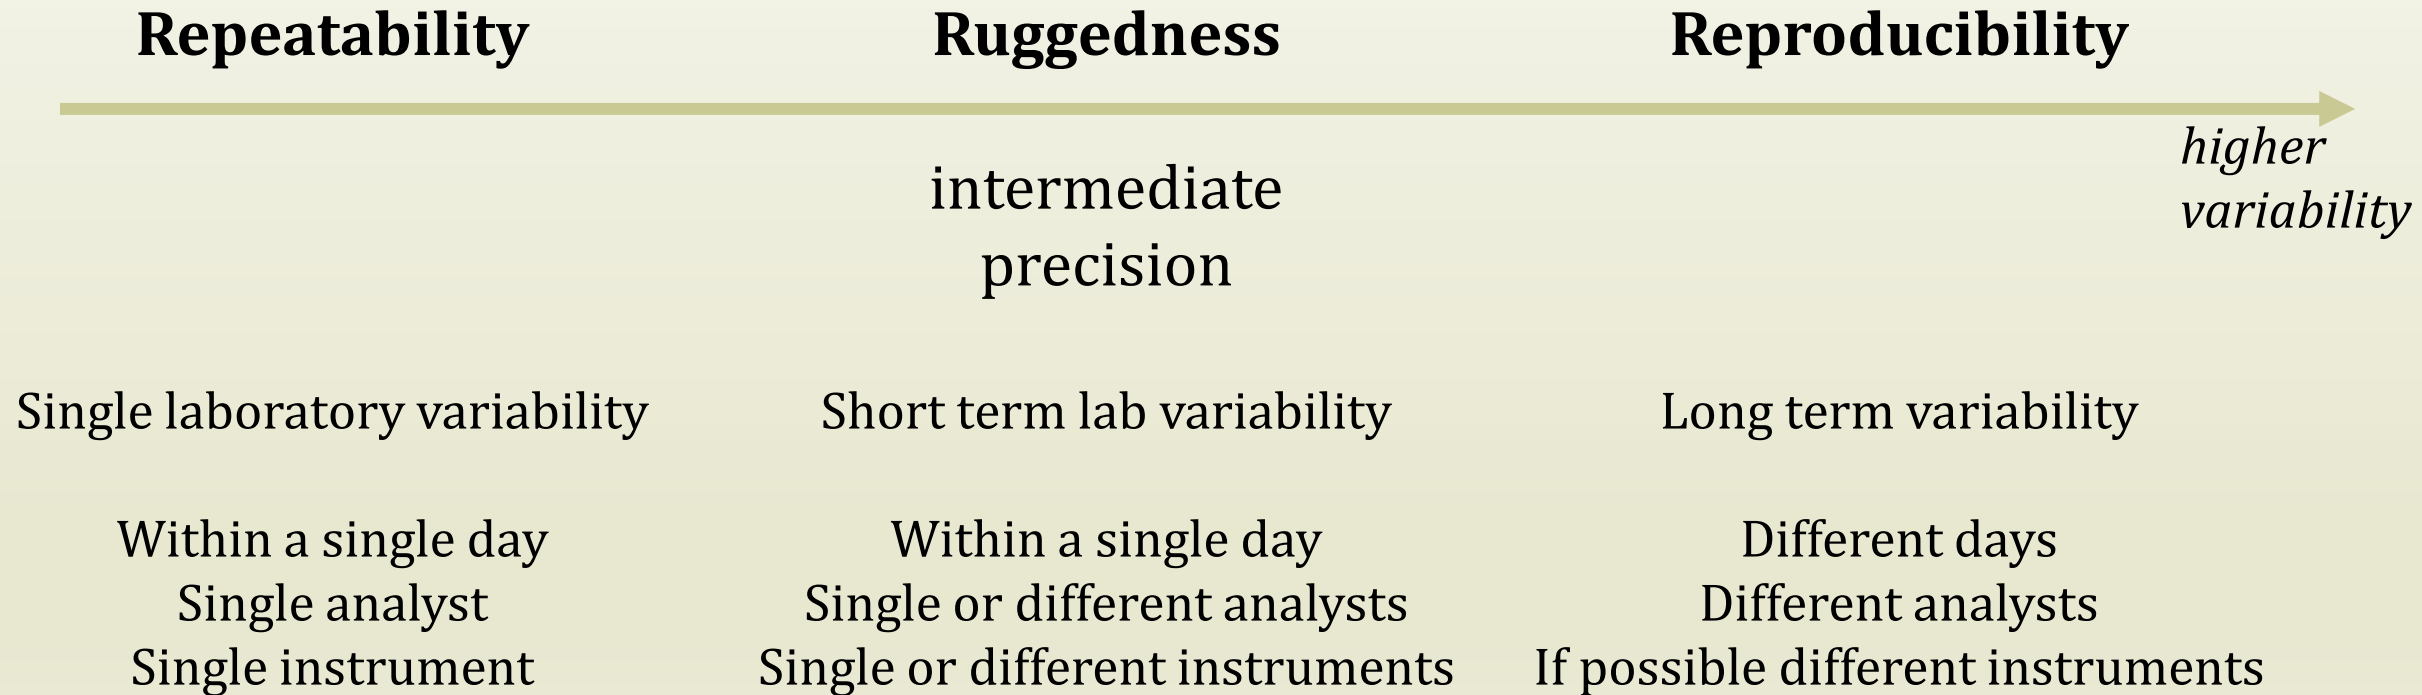 Repeatability
Ruggedness
Reproducibility
higher
variability
intermediate
precision
Single laboratory variability
Short term lab variability
Long term variability
Within a single day
Single analyst
Single instrument
Within a single day
Single or different analysts
Single or different instruments
Different days
Different analysts
If possible different instruments